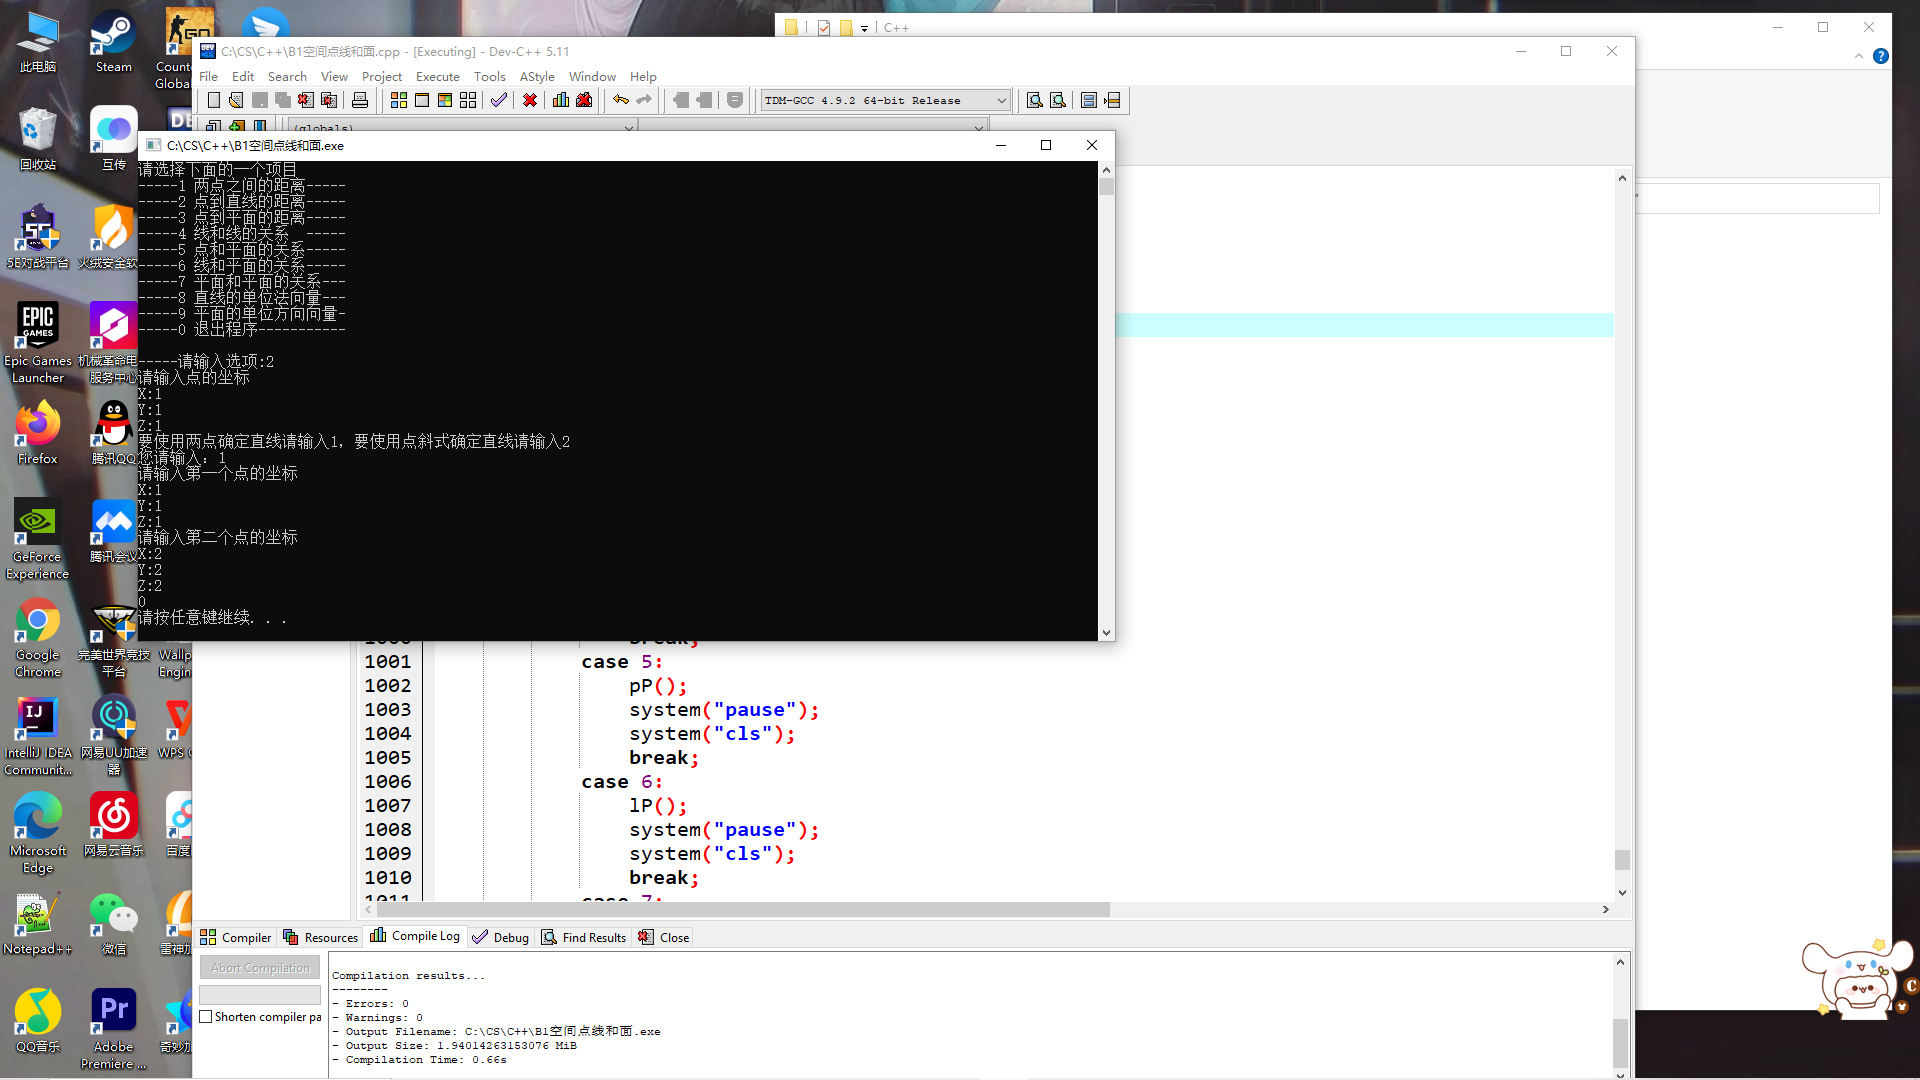 此电脑
Steam
Count
Global
回收站
互传
DE
5E对战平台
火绒安全软
EPIC
GAMES
Epic Games
Launcher
机械革命电
服务中心
Firefox
腾讯QQ
GeForce
Experience
腾讯会议
Google
Chrome
完美世界竞技
平台
Wallp
Engin
IntelliJ IDEA
Communit...
网易UU加速
器
WPS
Microsoft
Edge
网易云音乐
百度
Notepad++
微信
雷神加
QQ音乐
Pr
Adobe
Premiere ...
C++
C:\CS\C++\B1空间点线和面.cpp - [Executing] - Dev-C++ 5.11
File Edit Search View Project Execute Tools AStyle Window Help
TDM-GCC 4.9.2 64-bit Release
(globals)
C:\CS\C++\B1空间点线和面.exe
请选择下面的一个项目
-----1 两点之间的距离-----
-----2 点到直线的距离-----
-----3 点到平面的距离-----
-----4 线和线的关系  -----
-----5 点和平面的关系-----
-----6 线和平面的关系-----
-----7 平面和平面的关系---
-----8 直线的单位法向量---
-----9 平面的单位方向向量-
-----0 退出程序-----------
-----请输入选项:2
请输入点的坐标
X:1
Y:1
Z:1
要使用两点确定直线请输入1, 要使用点斜式确定直线请输入2
您请输入: 1
请输入第一个点的坐标
X:1
Y:1
Z:1
请输入第二个点的坐标
X:2
Y:2
Z:2
0
请按任意键继续. . .
1000 break;
1001 case 5:
1002 pP();
1003 system("pause");
1004 system("cls");
1005 break;
1006 case 6:
1007 lP();
1008 system("pause");
1009 system("cls");
1010 break;
1011 case 7:
Compiler Resources Compile Log Debug Find Results Close
Abort Compilation
Shorten compiler pa
Compilation results...
--------
- Errors: 0
- Warnings: 0
- Output Filename: C:\CS\C++\B1空间点线和面.exe
- Output Size: 1.94014263153076 MiB
- Compilation Time: 0.66s